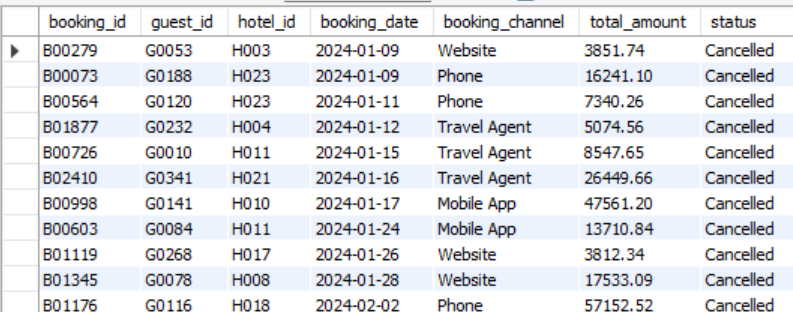 booking_id guest_id hotel_id booking_date booking_channel total_amount status
B00279 G0053 H003 2024-01-09 Website 3851.74 Cancelled
B00073 G0188 H023 2024-01-09 Phone 16241.10 Cancelled
B00564 G0120 H023 2024-01-11 Phone 7340.26 Cancelled
B01877 G0232 H004 2024-01-12 Travel Agent 5074.56 Cancelled
B00726 G0010 H011 2024-01-15 Travel Agent 8547.65 Cancelled
B02410 G0341 H021 2024-01-16 Travel Agent 26449.66 Cancelled
B00998 G0141 H010 2024-01-17 Mobile App 47561.20 Cancelled
B00603 G0084 H011 2024-01-24 Mobile App 13710.84 Cancelled
B01119 G0268 H017 2024-01-26 Website 3812.34 Cancelled
B01345 G0078 H008 2024-01-28 Website 17533.09 Cancelled
B01176 G0116 H018 2024-02-02 Phone 57152.52 Cancelled